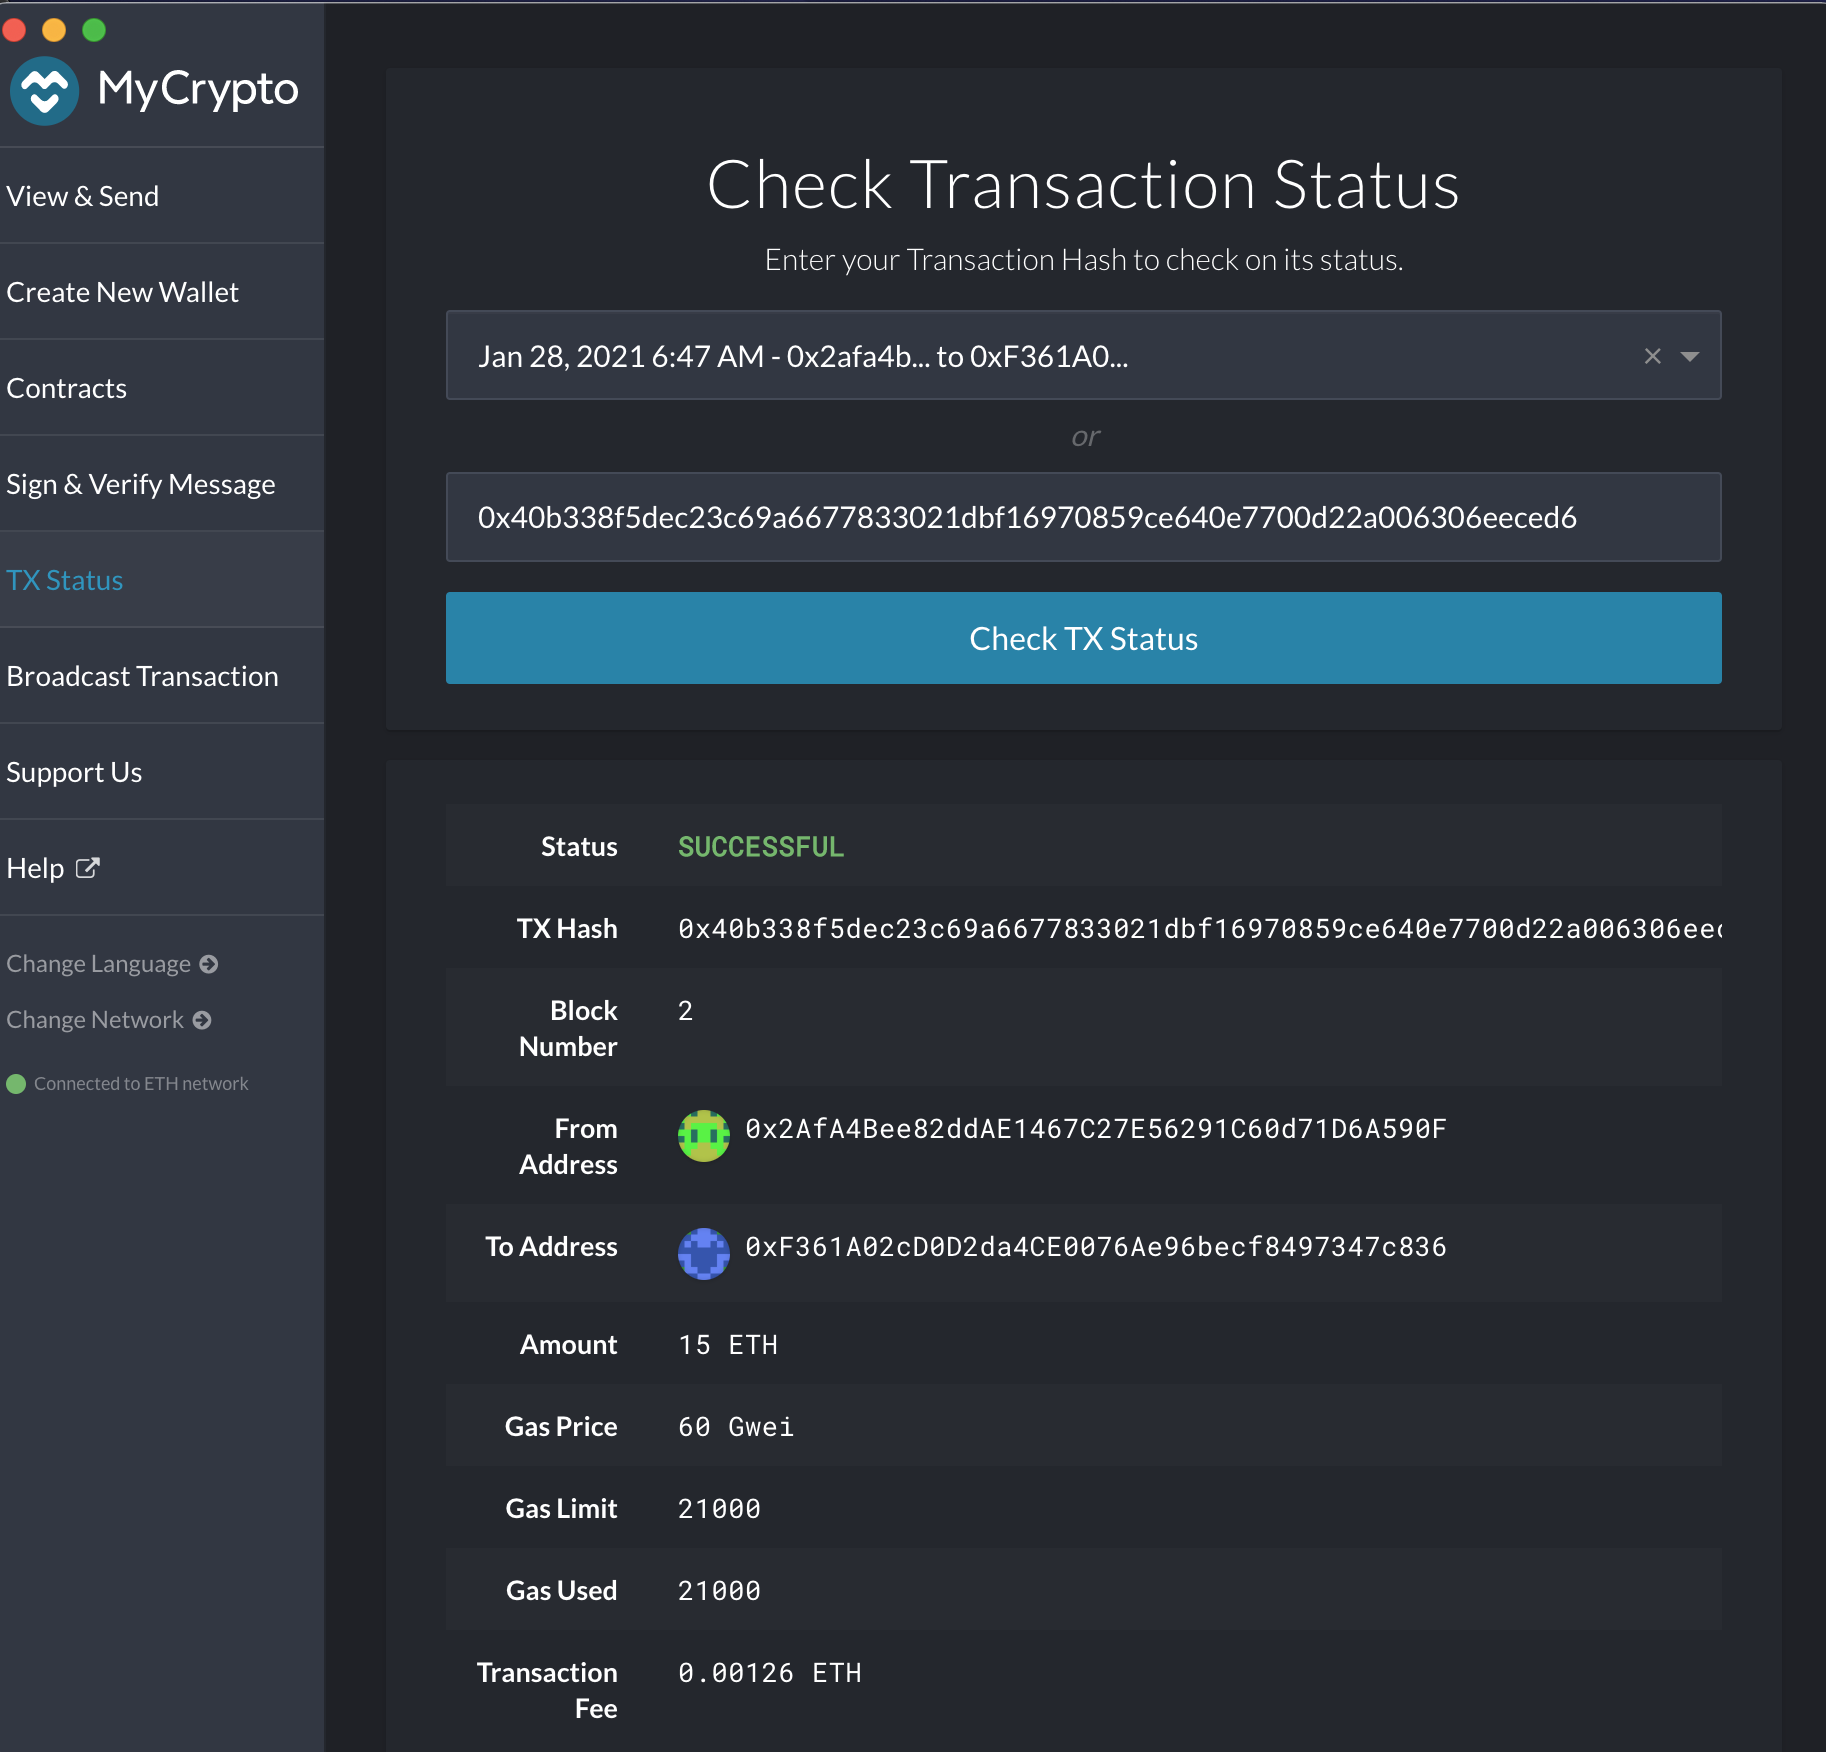 MyCrypto
View & Send
Create New Wallet
Contracts
Sign & Verify Message
TX Status
Broadcast Transaction
Support Us
Help
Change Language
Change Network
Connected to ETH network
Check Transaction Status
Enter your Transaction Hash to check on its status.
Jan 28, 2021 6:47 AM - 0x2afa4b... to 0xF361A0...
or
0x40b338f5dec23c69a6677833021dbf16970859ce640e7700d22a006306eeced6
Check TX Status
Status SUCCESSFUL
TX Hash 0x40b338f5dec23c69a6677833021dbf16970859ce640e7700d22a006306eec
Block Number 2
From Address 0x2AfA4Bee82ddAE1467C27E56291C60d71D6A590F
To Address 0xF361A02cD0D2da4CE0076Ae96becf8497347c836
Amount 15 ETH
Gas Price 60 Gwei
Gas Limit 21000
Gas Used 21000
Transaction Fee 0.00126 ETH